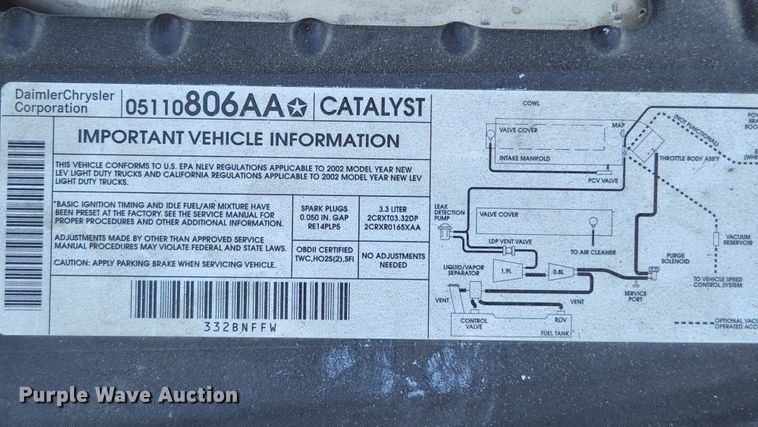 DaimlerChrysler
Corporation
05110806AA
CATALYST
IMPORTANT VEHICLE INFORMATION
THIS VEHICLE CONFORMS TO U.S. EPA NLEV REGULATIONS APPLICABLE TO 2002 MODEL YEAR NEW
LEV LIGHT DUTY TRUCKS AND CALIFORNIA REGULATIONS APPLICABLE TO 2002 MODEL YEAR NEW LEV
LIGHT DUTY TRUCKS.
*BASIC IGNITION TIMING AND IDLE FUEL/AIR MIXTURE HAVE
BEEN PRESET AT THE FACTORY. SEE THE SERVICE MANUAL FOR
PROPER PROCEDURES AND OTHER ADDITIONAL INFORMATION.
ADJUSTMENTS MADE BY OTHER THAN APPROVED SERVICE
MANUAL PROCEDURES MAY VIOLATE FEDERAL AND STATE LAWS.
CAUTION: APPLY PARKING BRAKE WHEN SERVICING VEHICLE.
SPARK PLUGS
0.050 IN. GAP
RE14PLP5
3.3 LITER
2CRXT03.32DP
2CRXR0165XAA
OBDII CERTIFIED
TWC,HO2S(2),SFI
NO ADJUSTMENTS
NEEDED
332BNFFW
COWL
VALVE COVER
INTAKE MANIFOLD
MAP
(NOT FUNCTIONAL)
THROTTLE BODY ASS'Y
PCV VALVE
LEAK
DETECTION
PUMP
VALVE COVER
LDP VENT VALVE
TO AIR CLEANER
VACUUM
RESERVOIR
LIQUID/VAPOR
SEPARATOR
1.9L
0.8L
PURGE
SOLENOID
TO VEHICLE SPEED
CONTROL SYSTEM
SERVICE
PORT
VENT
VENT
CONTROL
VALVE
ROV
FUEL TANK
OPTIONAL VA
OPERATED ACC
Purple Wave Auction